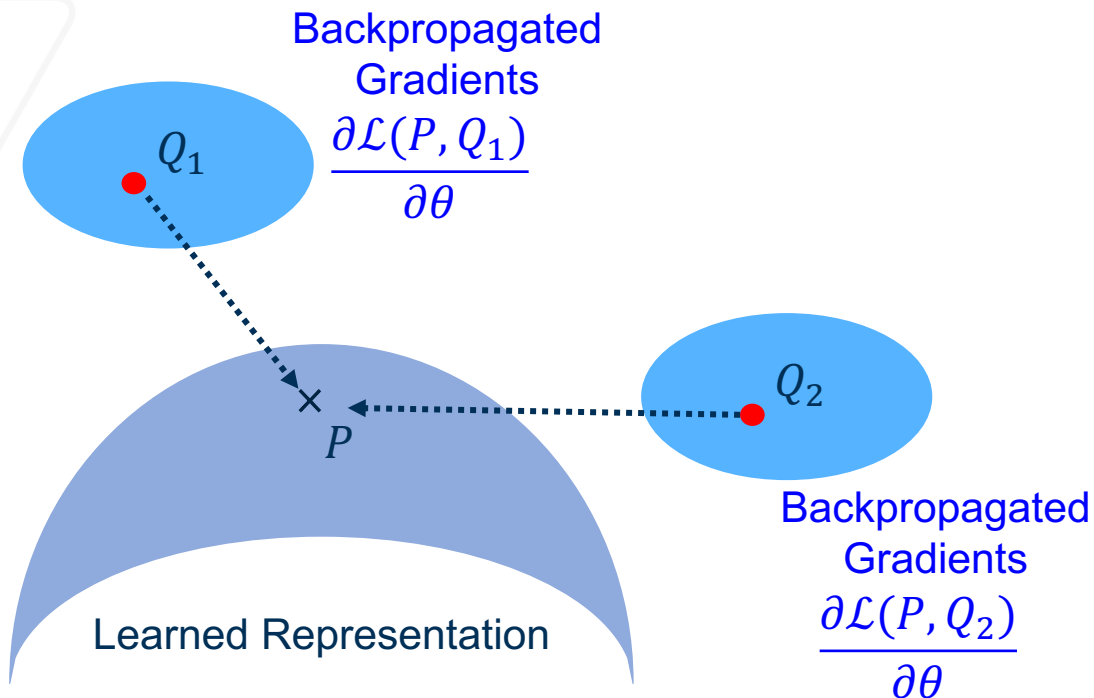 Backpropagated
Gradients
∂ℒ(P, Q₁)
∂θ
Q₁
Q₂
P
Backpropagated
Gradients
∂ℒ(P, Q₂)
∂θ
Learned Representation